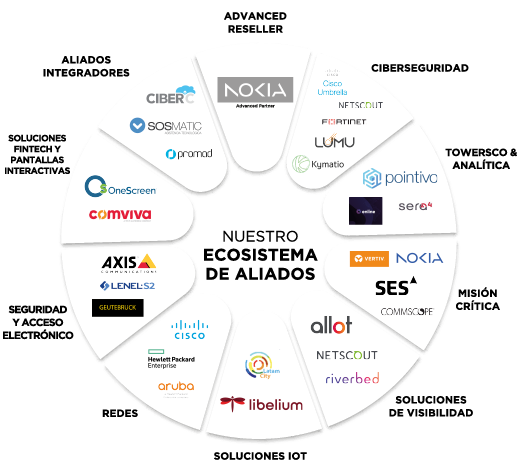 ADVANCED
RESELLER
NOKIA
Advanced Partner
CIBERSEGURIDAD
Cisco
Umbrella
NETSCOUT
FORTINET
LUMU
Kymatio
TOWERSCO &
ANALÍTICA
pointivo
sera4
MISIÓN
CRÍTICA
VERTIV
NOKIA
SES
COMMSCOPE
SOLUCIONES
DE VISIBILIDAD
allot
NETSCOUT
riverbed
SOLUCIONES IOT
Latam
City
libelium
REDES
CISCO
Hewlett Packard
Enterprise
aruba
SEGURIDAD
Y ACCESO
ELECTRÓNICO
AXIS
COMMUNICATIONS
LENEL·S2
GEUTEBRUCK
SOLUCIONES
FINTECH Y
PANTALLAS
INTERACTIVAS
OneScreen
comviva
ALIADOS
INTEGRADORES
CIBERC
SOSMATIC
promad
NUESTRO
ECOSISTEMA
DE ALIADOS